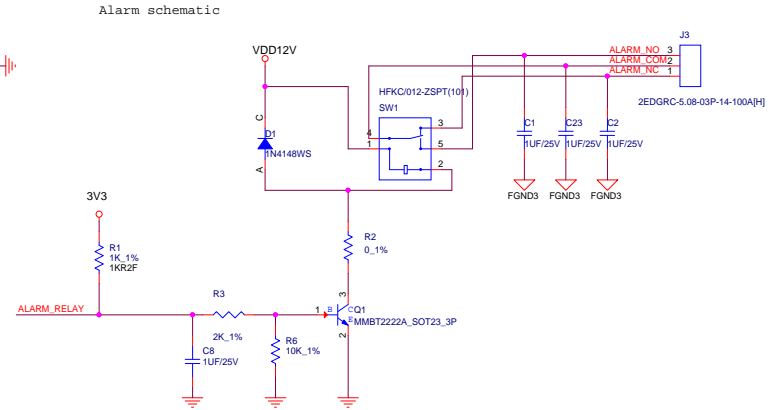 Alarm schematic
J3
VDD12V
ALARM_NO 3
ALARM_COM 2
ALARM_NC 1
HFKC/012-ZSPT(101)
2EDGRC-5.08-03P-14-100A[H]
SW1
C
D1
1N4148WS
A
4
1
3
5
2
C1
1UF/25V
C23
1UF/25V
C2
1UF/25V
FGND3
FGND3
FGND3
3V3
R1
1K_1%
1KR2F
R2
0_1%
ALARM_RELAY
R3
2K_1%
1
B
3
C
Q1
E
MMBT2222A_SOT23_3P
2
R6
10K_1%
C8
1UF/25V